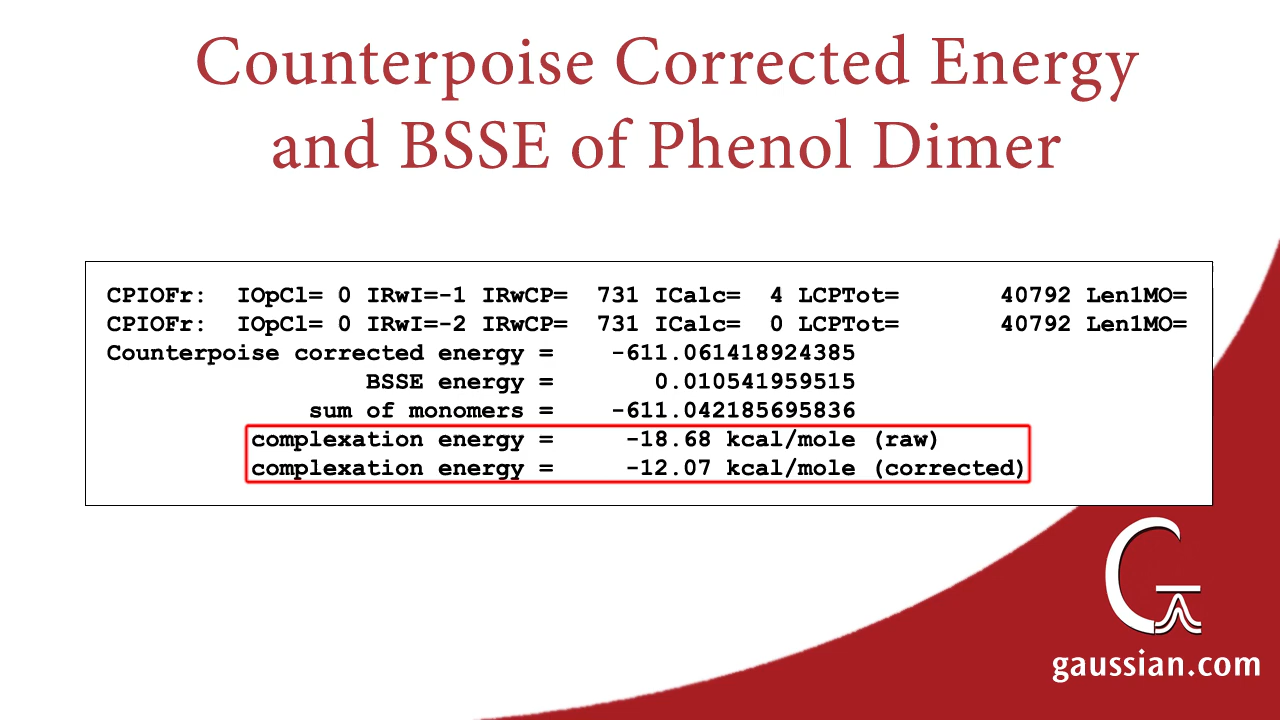 Counterpoise Corrected Energy
and BSSE of Phenol Dimer
CPIOFr:  IOpCl= 0 IRwI=-1 IRwCP=  731 ICalc=  4 LCPTot=       40792 Len1MO=
CPIOFr:  IOpCl= 0 IRwI=-2 IRwCP=  731 ICalc=  0 LCPTot=       40792 Len1MO=
Counterpoise corrected energy =    -611.061418924385
BSSE energy =       0.010541959515
sum of monomers =    -611.042185695836
complexation energy =     -18.68 kcal/mole (raw)
complexation energy =     -12.07 kcal/mole (corrected)
gaussian.com